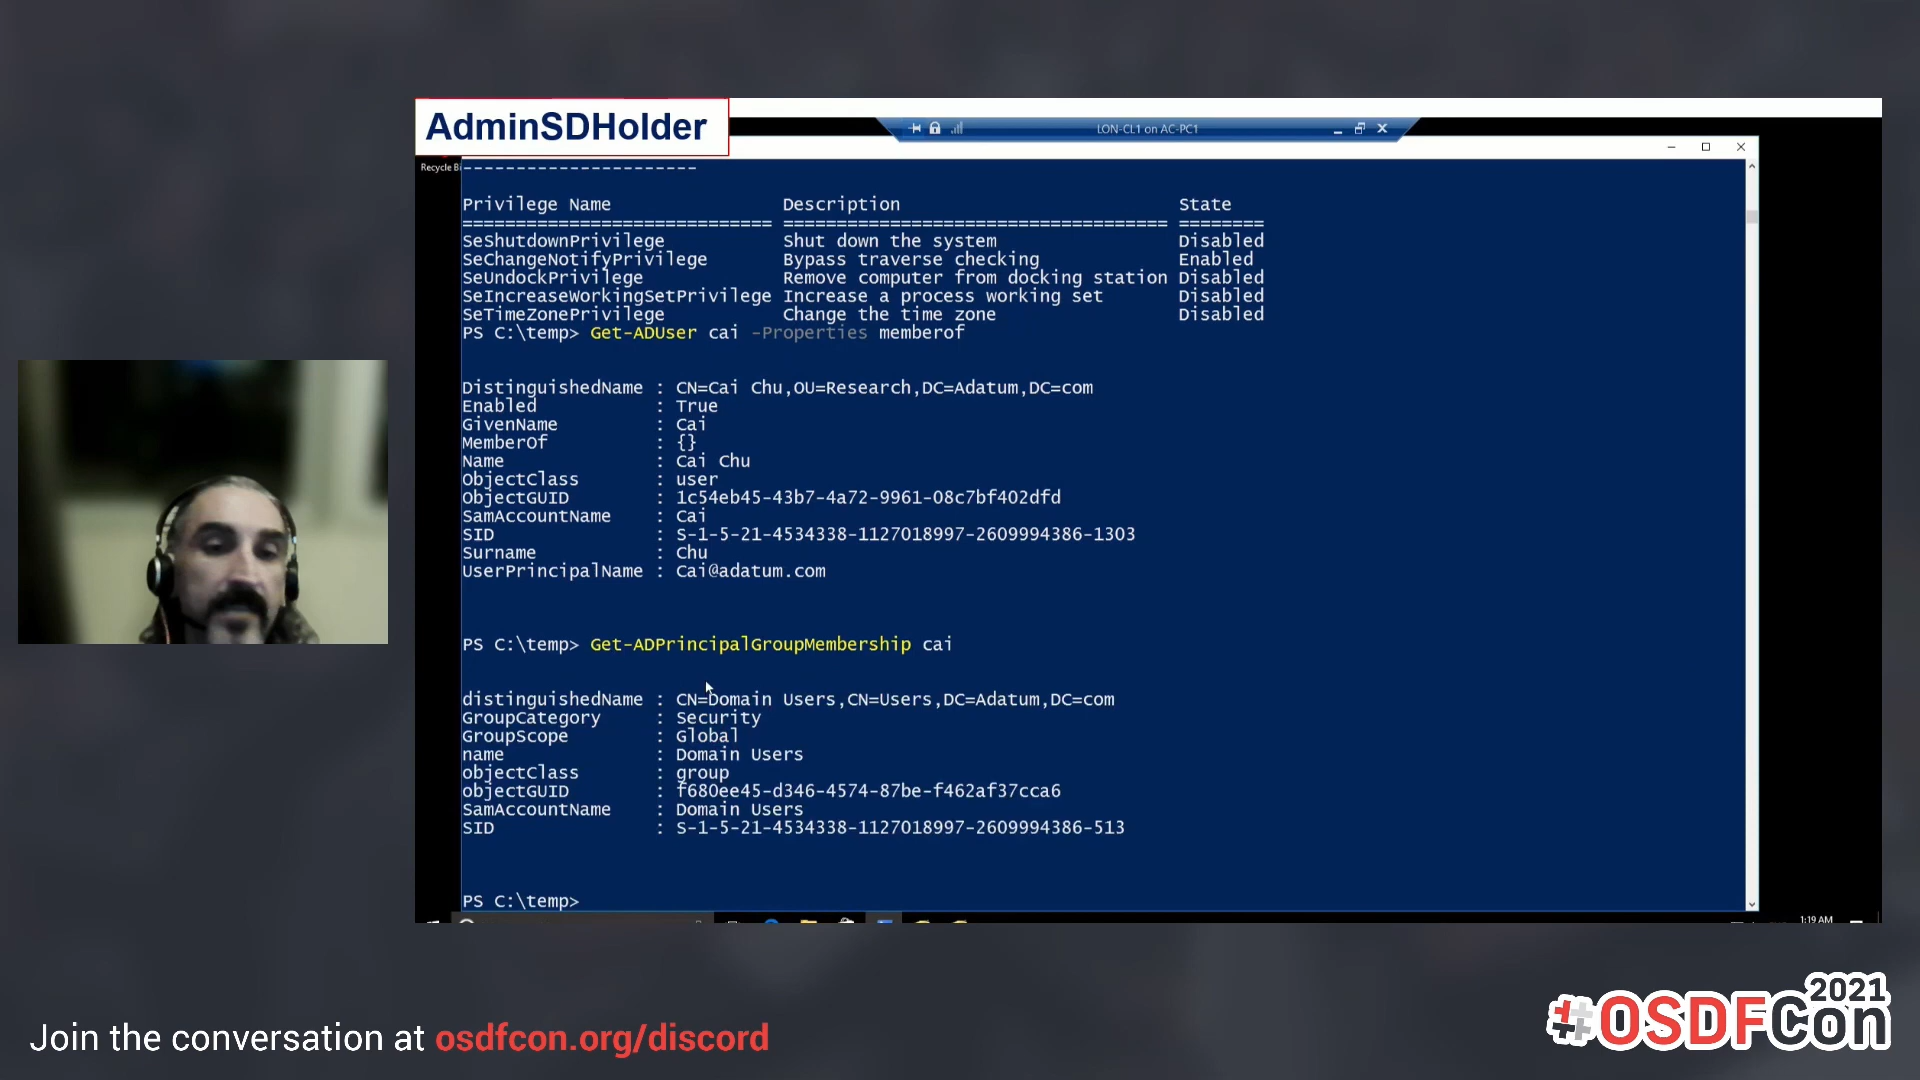 AdminSDHolder
LON-CL1 on AC-PC1
Recycle Bi
----------------------
Privilege Name Description State
============================= ==================================== ========
SeShutdownPrivilege Shut down the system Disabled
SeChangeNotifyPrivilege Bypass traverse checking Enabled
SeUndockPrivilege Remove computer from docking station Disabled
SeIncreaseWorkingSetPrivilege Increase a process working set Disabled
SeTimeZonePrivilege Change the time zone Disabled
PS C:\temp> Get-ADUser cai -Properties memberof
DistinguishedName : CN=Cai Chu,OU=Research,DC=Adatum,DC=com
Enabled : True
GivenName : Cai
MemberOf : {}
Name : Cai Chu
ObjectClass : user
ObjectGUID : 1c54eb45-43b7-4a72-9961-08c7bf402dfd
SamAccountName : Cai
SID : S-1-5-21-4534338-1127018997-2609994386-1303
Surname : Chu
UserPrincipalName : Cai@adatum.com
PS C:\temp> Get-ADPrincipalGroupMembership cai
distinguishedName : CN=Domain Users,CN=Users,DC=Adatum,DC=com
GroupCategory : Security
GroupScope : Global
name : Domain Users
objectClass : group
objectGUID : f680ee45-d346-4574-87be-f462af37cca6
SamAccountName : Domain Users
SID : S-1-5-21-4534338-1127018997-2609994386-513
PS C:\temp>
1:19 AM
Join the conversation at osdfcon.org/discord
2021
#OSDFCon